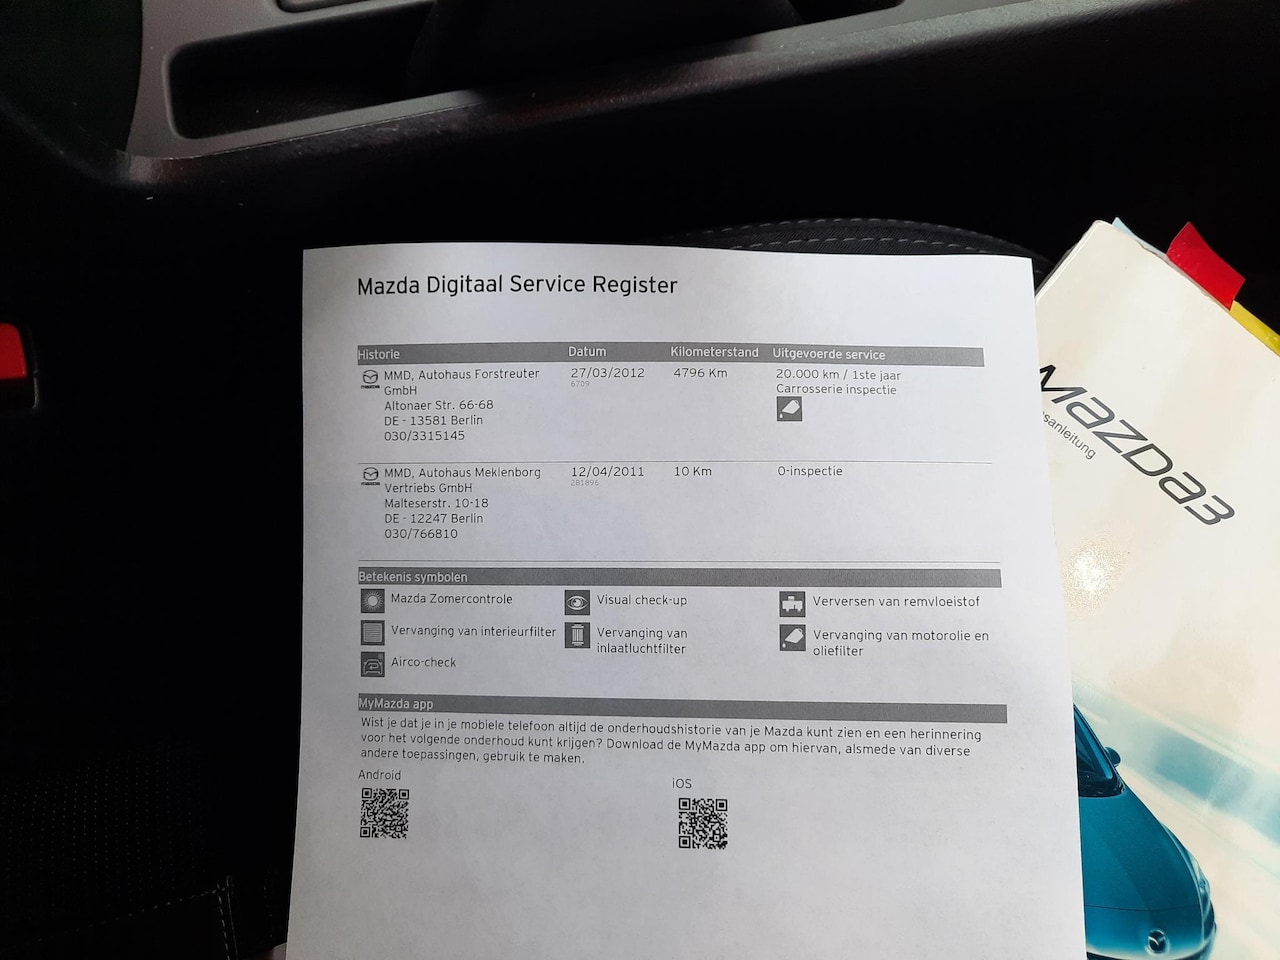 Mazda Digitaal Service Register
Historie Datum Kilometerstand Uitgevoerde service
MMD, Autohaus Forstreuter GmbH 27/03/2012 4796 Km 20.000 km / 1ste jaar
6709 Carrosserie inspectie
Altonaer Str. 66-68
DE - 13581 Berlin
030/3315145
MMD, Autohaus Meklenborg 12/04/2011 10 Km 0-inspectie
Vertriebs GmbH 281896
Malteserstr. 10-18
DE - 12247 Berlin
030/766810
Betekenis symbolen
Mazda Zomercontrole Visual check-up Verversen van remvloeistof
Vervanging van interieurfilter Vervanging van Vervanging van motorolie en
inlaatluchtfilter oliefilter
Airco-check
MyMazda app
Wist je dat je in je mobiele telefoon altijd de onderhoudshistorie van je Mazda kunt zien en een herinnering
voor het volgende onderhoud kunt krijgen? Download de MyMazda app om hiervan, alsmede van diverse
andere toepassingen, gebruik te maken.
Android iOS
mazda3
sanleitung